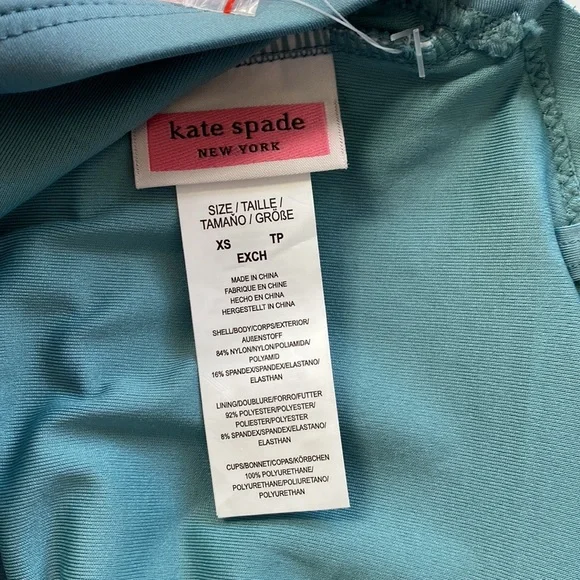 kate spade
NEW YORK
SIZE / TAILLE /
TAMAÑO / GRÖßE
XS TP
EXCH
MADE IN CHINA
FABRIQUE EN CHINE
HECHO EN CHINA
HERGESTELLT IN CHINA
SHELL/BODY/CORPS/EXTERIOR/
AUßENSTOFF
84% NYLON/NYLON/POLIAMIDA/
POLYAMID
16% SPANDEX/SPANDEX/ELASTANO/
ELASTHAN
LINING/DOUBLURE/FORRO/FUTTER
92% POLYESTER/POLYESTER/
POLIESTER/POLYESTER
8% SPANDEX/SPANDEX/ELASTANO/
ELASTHAN
CUPS/BONNET/COPAS/KÖRBCHEN
100% POLYURETHANE/
POLYURETHANE/POLIURETANO/
POLYURETHAN